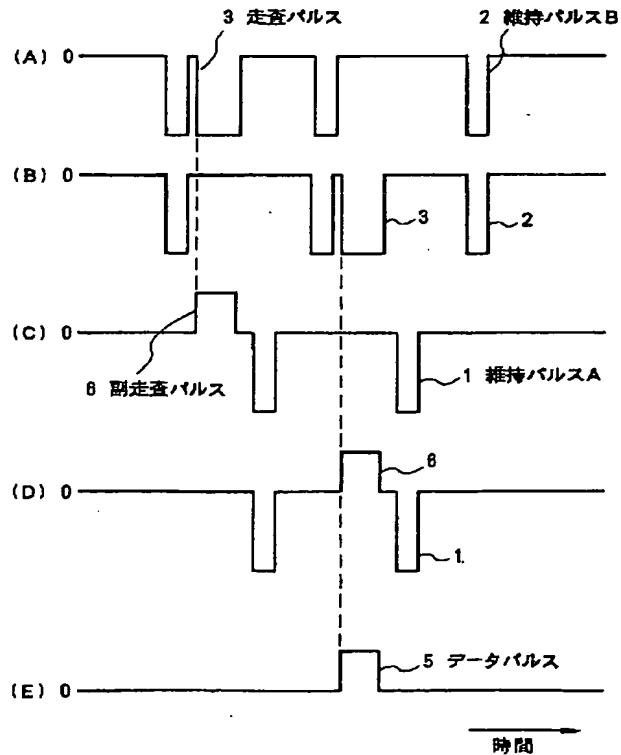 3 走査パルス
2 維持パルスB
(A) 0
(B) 0
3
2
(C) 0
6 副走査パルス
1 維持パルスA
(D) 0
6
1.
5 データパルス
(E) 0
時間